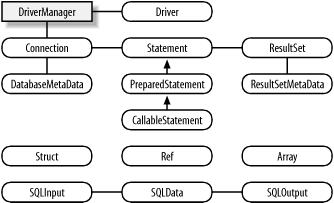 DriverManager Driver
Connection Statement ResultSet
DatabaseMetaData PreparedStatement ResultSetMetaData
CallableStatement
Struct Ref Array
SQLInput SQLData SQLOutput